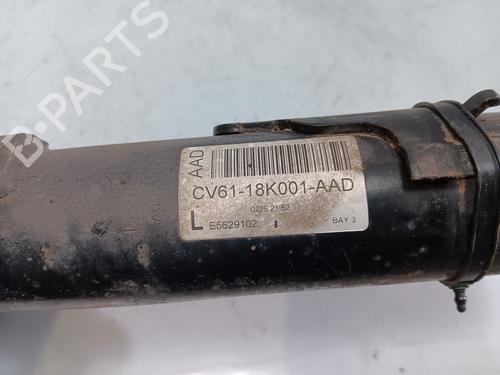 AAD
CV61-18K001-AAD
0225 21:52
L
E5629102
BAY 3
B-PARTS